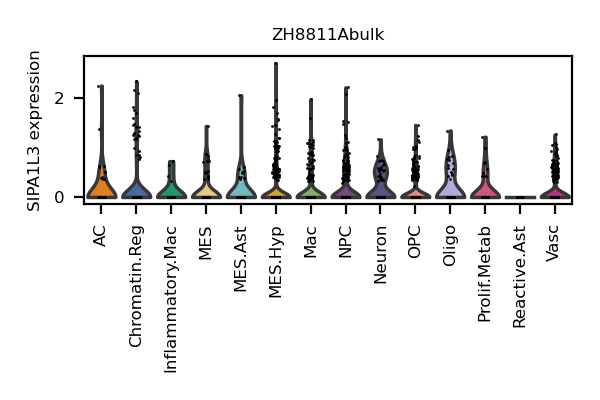 ZH8811Abulk
SIPA1L3 expression
2
0
AC
Chromatin.Reg
Inflammatory.Mac
MES
MES.Ast
MES.Hyp
Mac
NPC
Neuron
OPC
Oligo
Prolif.Metab
Reactive.Ast
Vasc